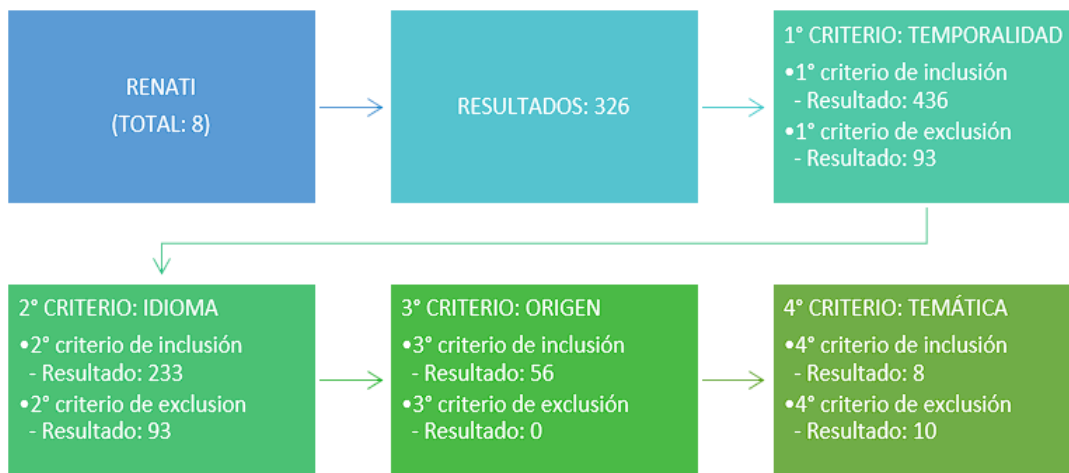 RENATI
(TOTAL: 8)
RESULTADOS: 326
1° CRITERIO: TEMPORALIDAD
•1° criterio de inclusión
- Resultado: 436
•1° criterio de exclusión
- Resultado: 93
2° CRITERIO: IDIOMA
•2° criterio de inclusión
- Resultado: 233
•2° criterio de exclusion
- Resultado: 93
3° CRITERIO: ORIGEN
•3° criterio de inclusión
- Resultado: 56
•3° criterio de exclusión
- Resultado: 0
4° CRITERIO: TEMÁTICA
•4° criterio de inclusión
- Resultado: 8
•4° criterio de exclusión
- Resultado: 10